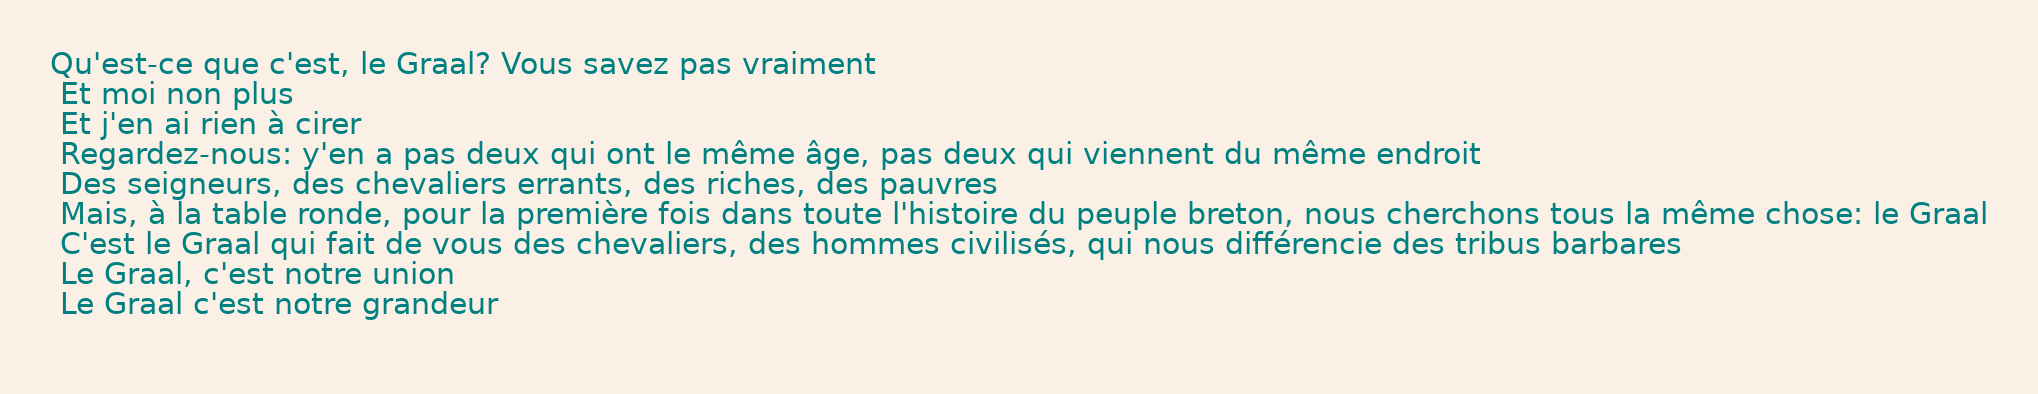 Qu'est-ce que c'est, le Graal? Vous savez pas vraiment
Et moi non plus
Et j'en ai rien à cirer
Regardez-nous: y'en a pas deux qui ont le même âge, pas deux qui viennent du même endroit
Des seigneurs, des chevaliers errants, des riches, des pauvres
Mais, à la table ronde, pour la première fois dans toute l'histoire du peuple breton, nous cherchons tous la même chose: le Graal
C'est le Graal qui fait de vous des chevaliers, des hommes civilisés, qui nous différencie des tribus barbares
Le Graal, c'est notre union
Le Graal c'est notre grandeur